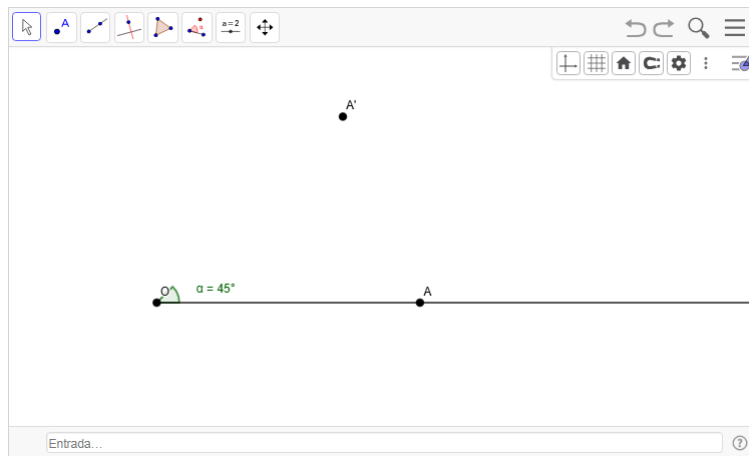 A
a=2
A'
O
α = 45°
A
Entrada…
?